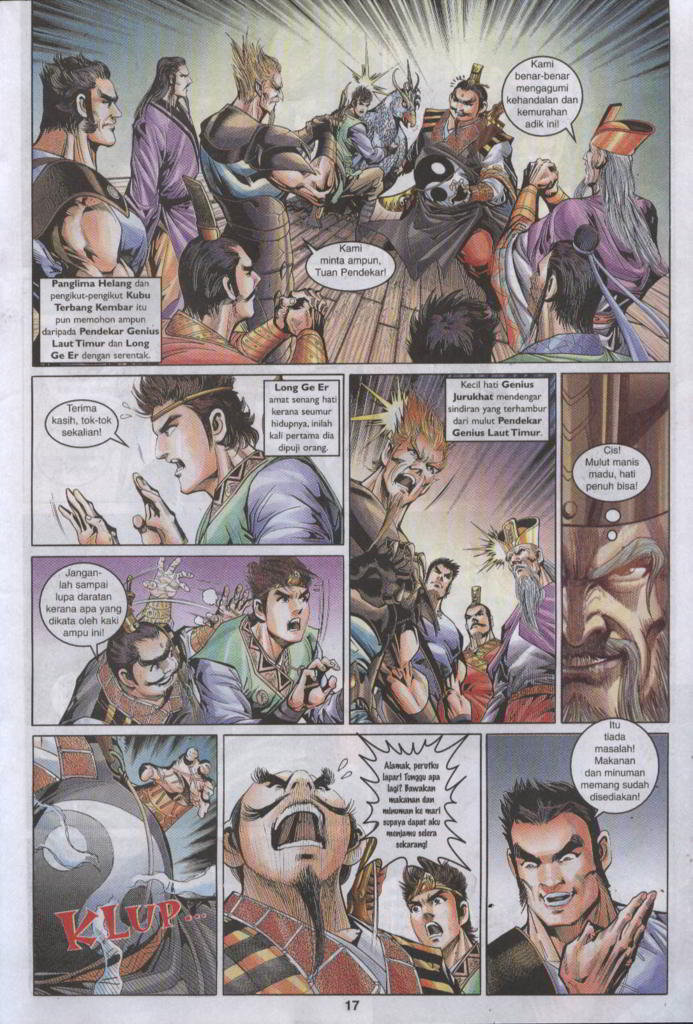 Kami
benar-benar
mengagumi
kehandalan dan
kemurahan
adik ini!
Kami
minta ampun,
Tuan Pendekar!
Panglima Helang dan
pengikut-pengikut Kubu
Terbang Kembar itu
pun memohon ampun
daripada Pendekar Genius
Laut Timur dan Long
Ge Er dengan serentak.
Terima
kasih, tok-tok
sekalian!
Long Ge Er
amat senang hati
kerana seumur
hidupnya, inilah
kali pertama dia
dipuji orang.
Kecil hati Genius
Jurukhat mendengar
sindiran yang terhambur
dari mulut Pendekar
Genius Laut Timur.
Cis!
Mulut manis
madu, hati
penuh bisa!
Jangan-
lah sampai
lupa daratan
kerana apa yang
dikata oleh kaki
ampu ini!
KLUP...
Alamak, perutku
lapar! Tunggu apa
lagi? Bawakan
makanan dan
minuman ke mari
supaya dapat aku
menjamu selera
sekarang!
Itu
tiada
masalah!
Makanan
dan minuman
memang sudah
disediakan!
17